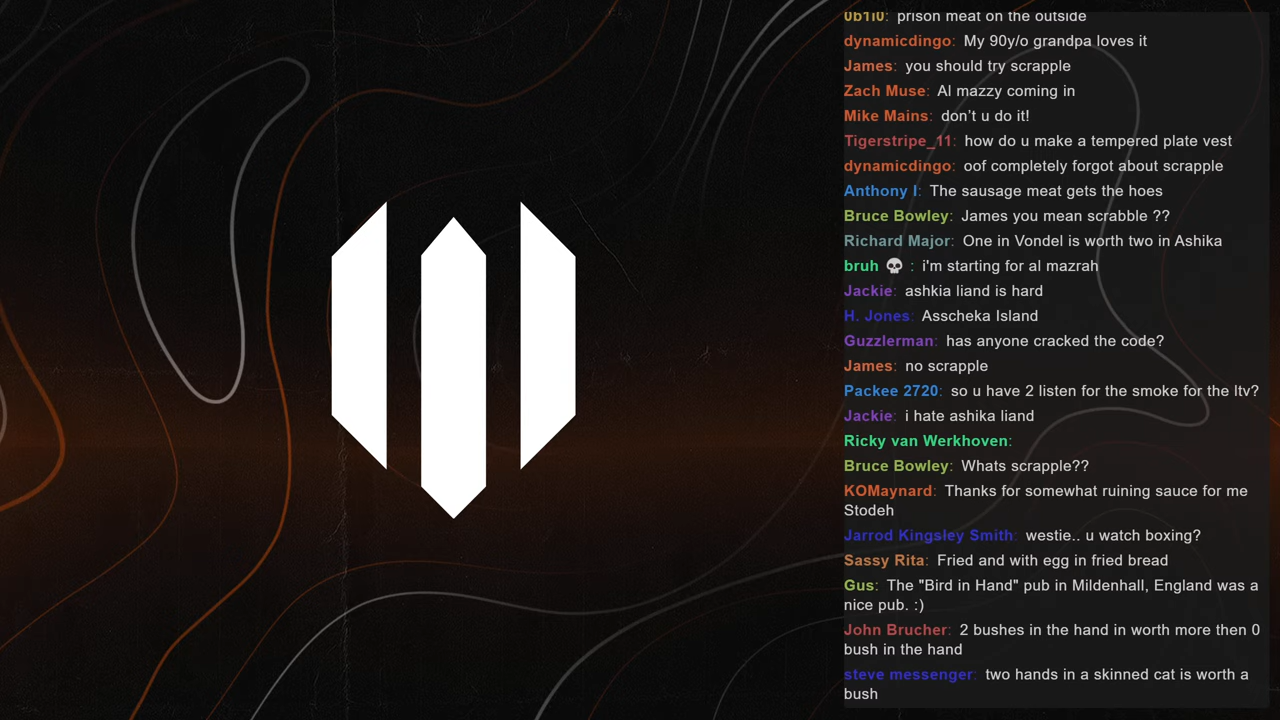 0b1i0: prison meat on the outside
dynamicdingo: My 90y/o grandpa loves it
James: you should try scrapple
Zach Muse: Al mazzy coming in
Mike Mains: don't u do it!
Tigerstripe_11: how do u make a tempered plate vest
dynamicdingo: oof completely forgot about scrapple
Anthony I: The sausage meat gets the hoes
Bruce Bowley: James you mean scrabble ??
Richard Major: One in Vondel is worth two in Ashika
bruh 💀 : i'm starting for al mazrah
Jackie: ashkia liand is hard
H. Jones: Asscheka Island
Guzzlerman: has anyone cracked the code?
James: no scrapple
Packee 2720: so u have 2 listen for the smoke for the ltv?
Jackie: i hate ashika liand
Ricky van Werkhoven:
Bruce Bowley: Whats scrapple??
KOMaynard: Thanks for somewhat ruining sauce for me
Stodeh
Jarrod Kingsley Smith: westie.. u watch boxing?
Sassy Rita: Fried and with egg in fried bread
Gus: The "Bird in Hand" pub in Mildenhall, England was a
nice pub. :)
John Brucher: 2 bushes in the hand in worth more then 0
bush in the hand
steve messenger: two hands in a skinned cat is worth a
bush